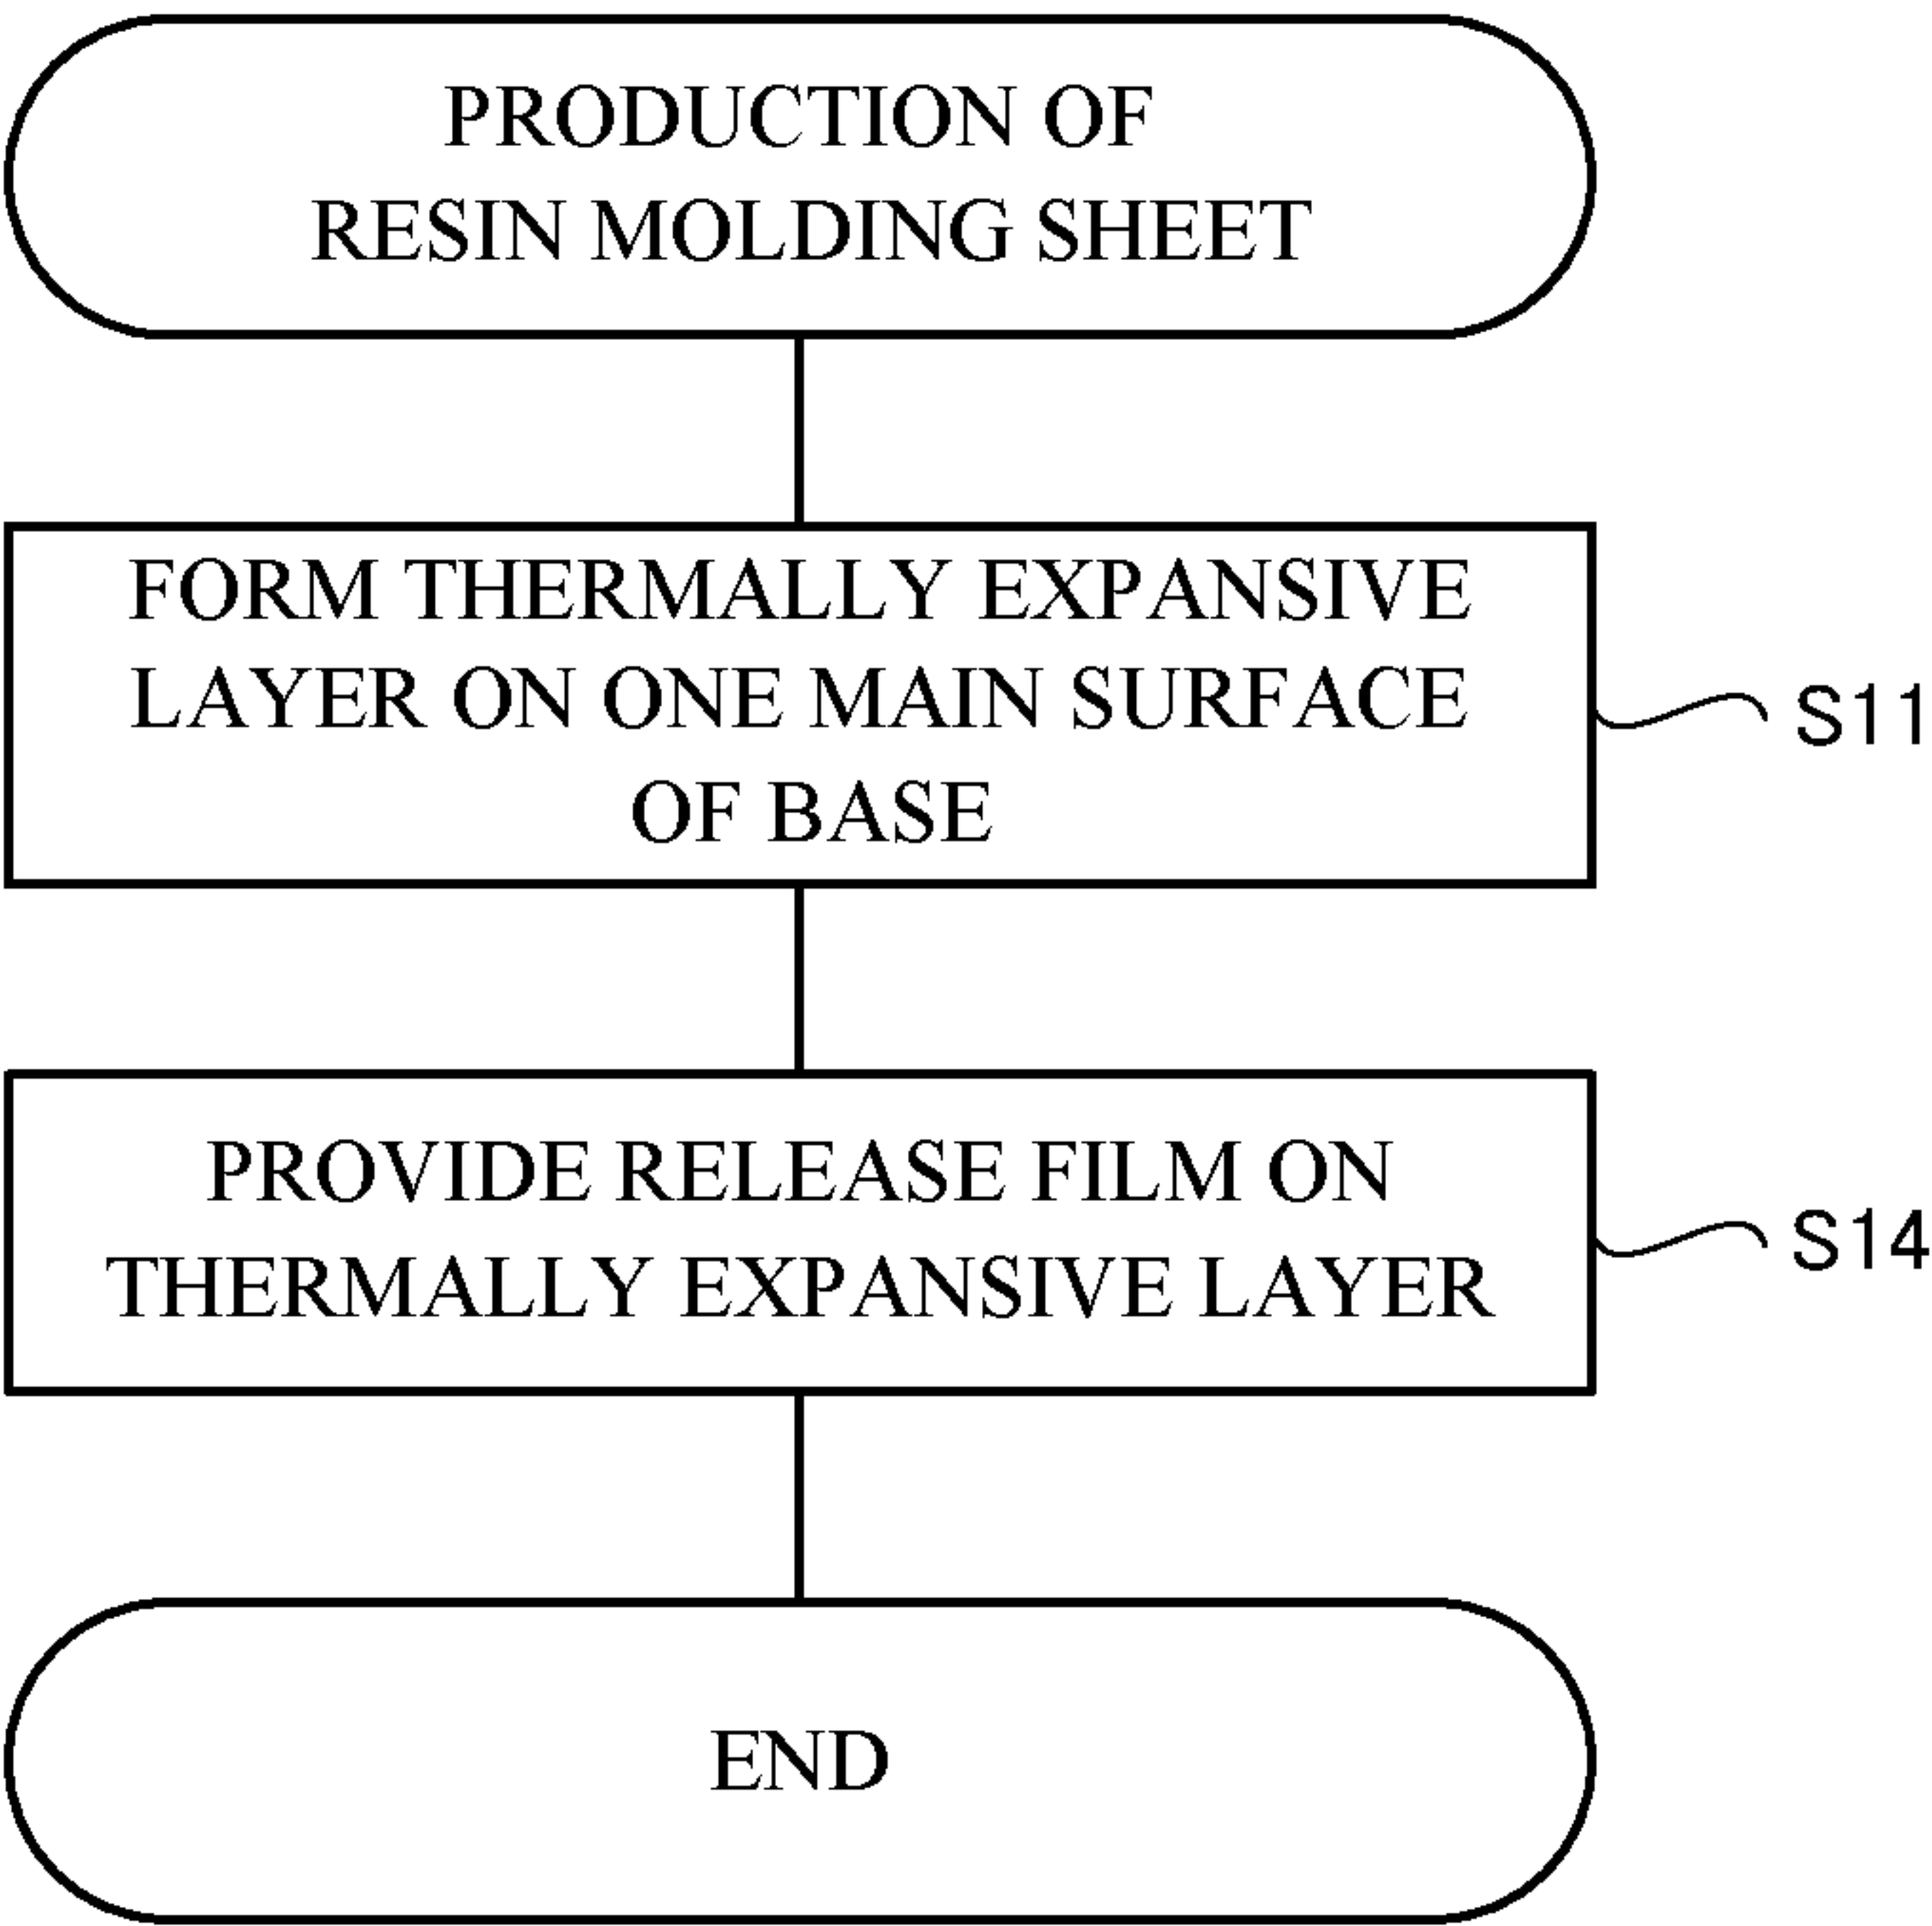 PRODUCTION OF
RESIN MOLDING SHEET
FORM THERMALLY EXPANSIVE
LAYER ON ONE MAIN SURFACE
OF BASE
S11
PROVIDE RELEASE FILM ON
THERMALLY EXPANSIVE LAYER
S14
END